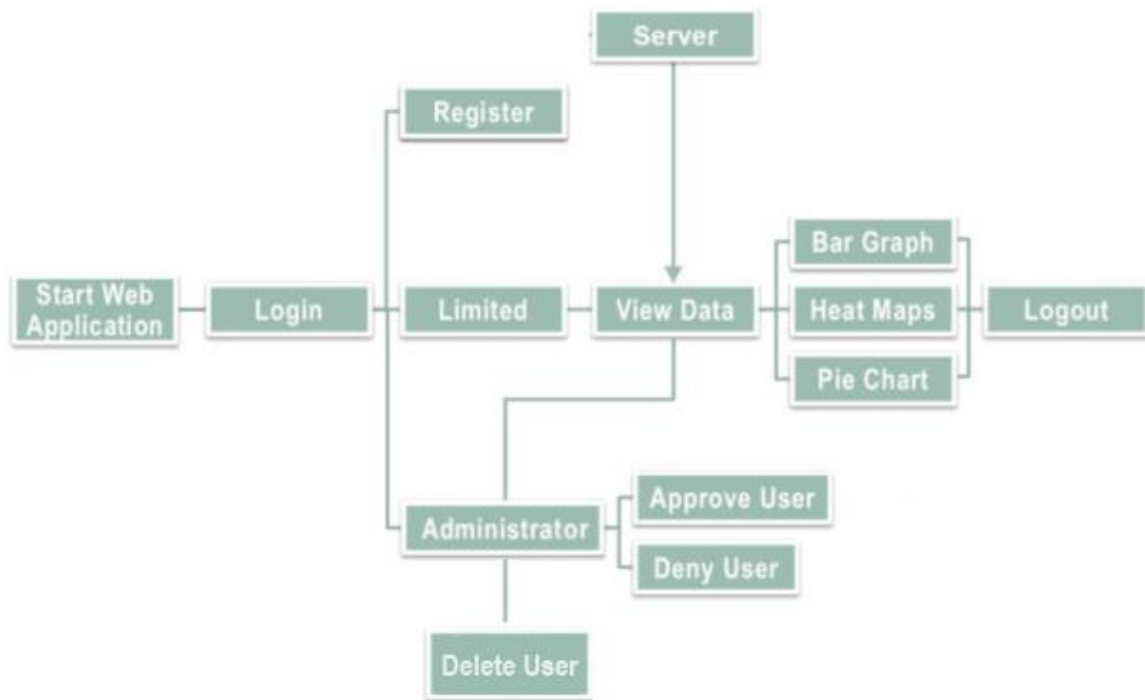 Server
Register
Start Web
Application
Login
Limited
View Data
Bar Graph
Heat Maps
Pie Chart
Logout
Administrator
Approve User
Deny User
Delete User